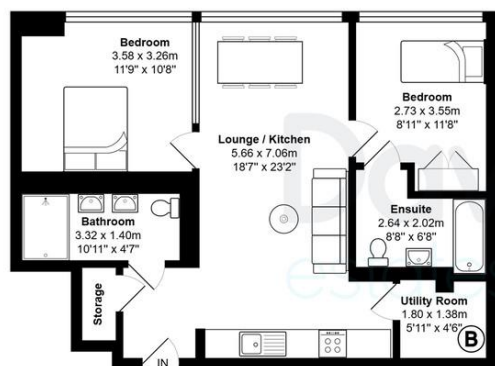 Bedroom
3.58 x 3.26m
11'9" x 10'8"
Bedroom
2.73 x 3.55m
8'11" x 11'8"
Lounge / Kitchen
5.66 x 7.06m
18'7" x 23'2"
Bathroom
3.32 x 1.40m
10'11" x 4'7"
Ensuite
2.64 x 2.02m
8'8" x 6'8"
Storage
Utility Room
1.80 x 1.38m
5'11" x 4'6"
B
IN